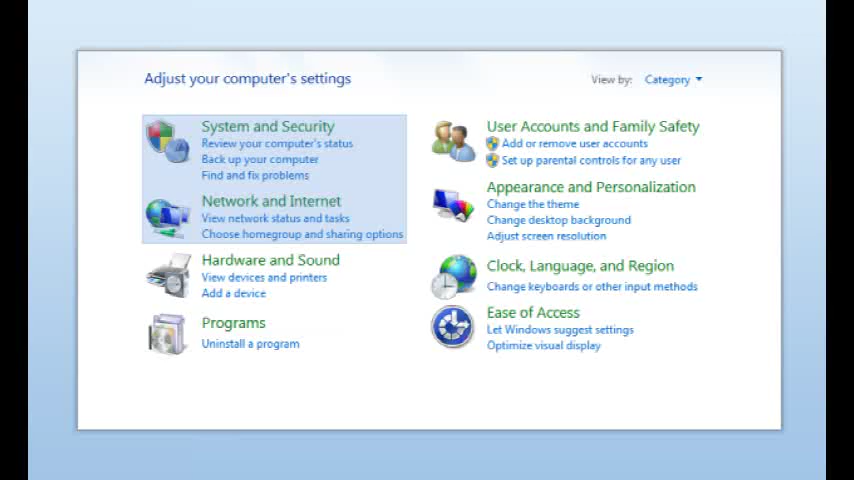 Adjust your computer's settings
View by: Category
System and Security
Review your computer's status
Back up your computer
Find and fix problems
Network and Internet
View network status and tasks
Choose homegroup and sharing options
Hardware and Sound
View devices and printers
Add a device
Programs
Uninstall a program
User Accounts and Family Safety
Add or remove user accounts
Set up parental controls for any user
Appearance and Personalization
Change the theme
Change desktop background
Adjust screen resolution
Clock, Language, and Region
Change keyboards or other input methods
Ease of Access
Let Windows suggest settings
Optimize visual display